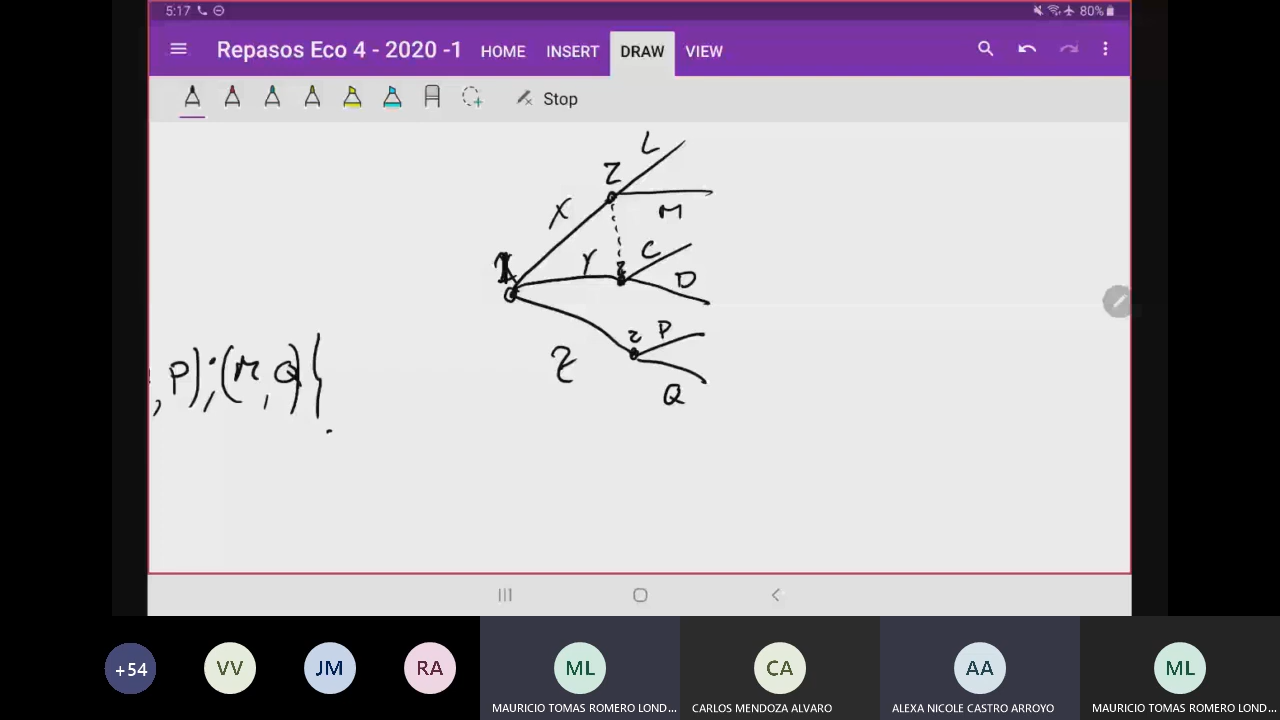 5:17
80%
Repasos Eco 4 - 2020 -1 HOME INSERT DRAW VIEW
Stop
L
2
X M
1 Y 2 C
D
2 P
Z
Q
, P);(M, Q)}
+54 VV JM RA ML CA AA ML
MAURICIO TOMAS ROMERO LOND... CARLOS MENDOZA ALVARO ALEXA NICOLE CASTRO ARROYO MAURICIO TOMAS ROMERO LOND...